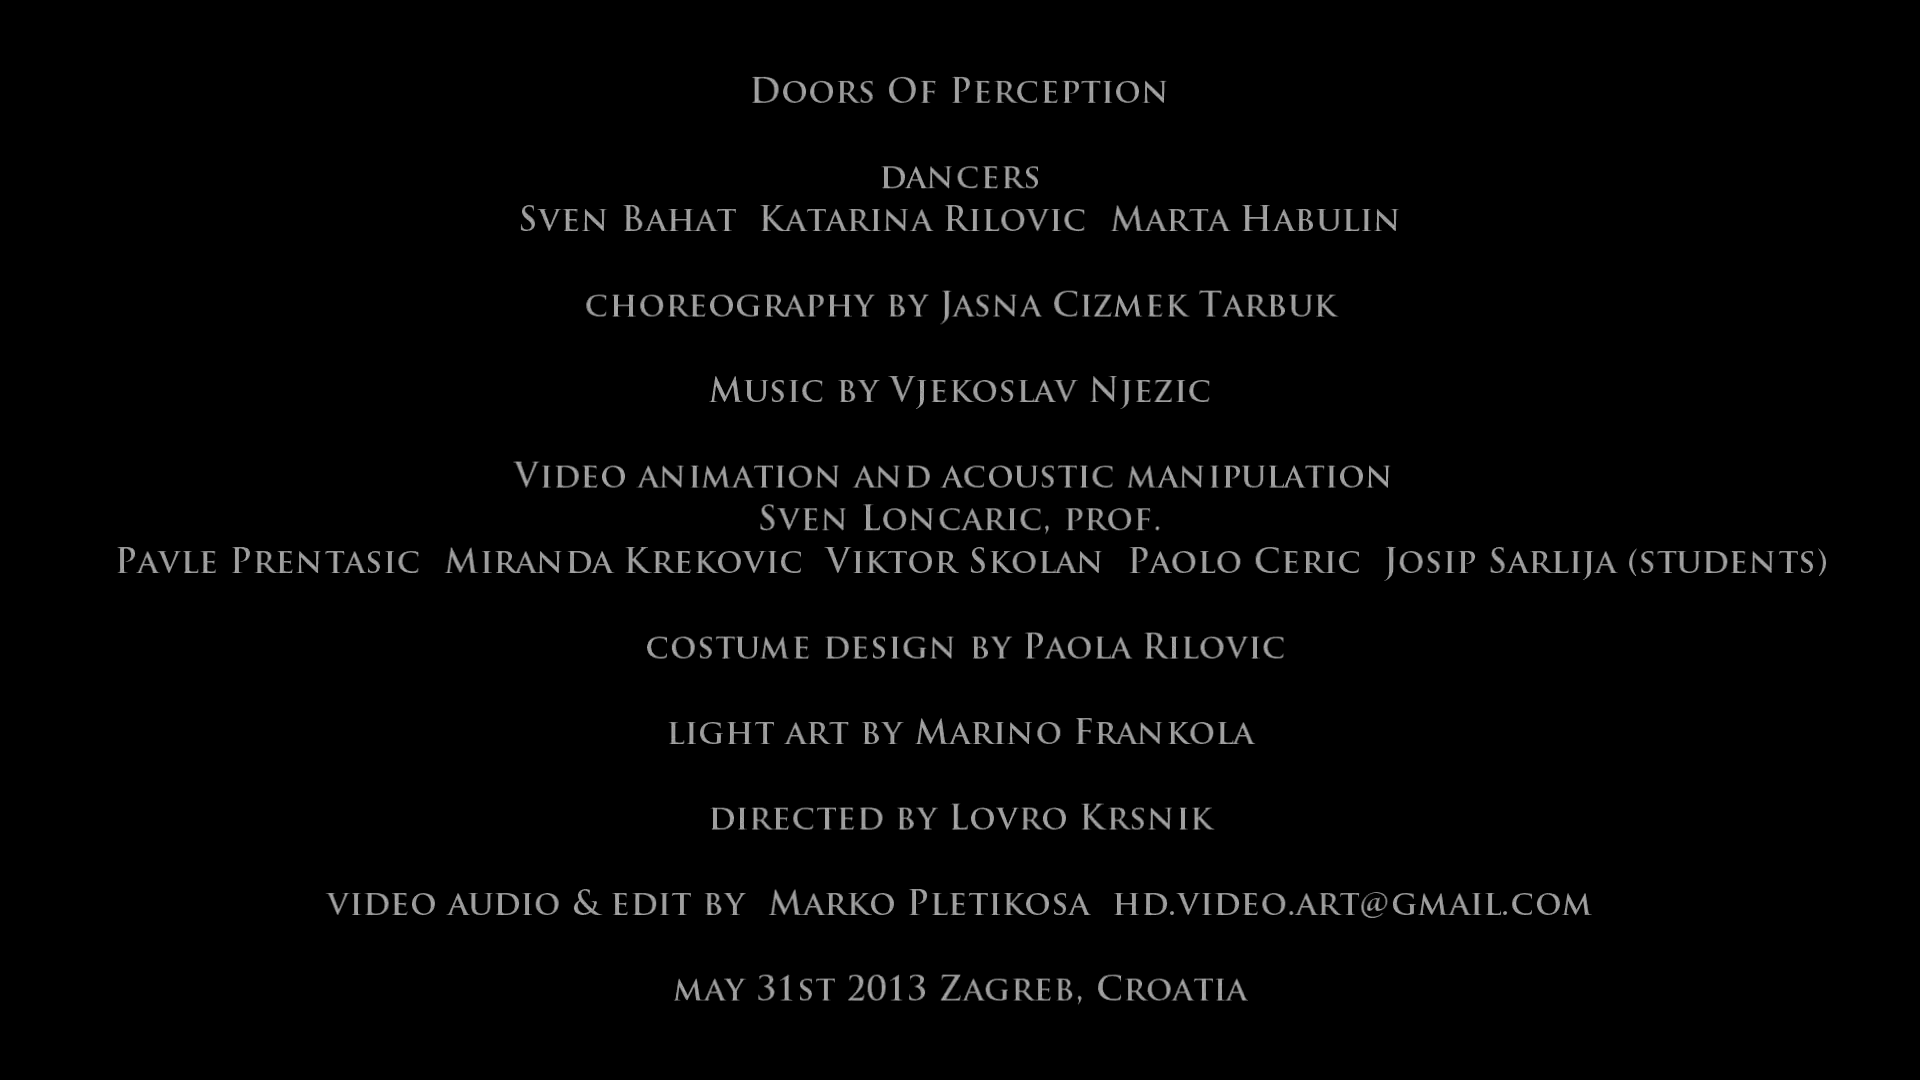 Doors Of Perception
dancers
Sven Bahat Katarina Rilovic Marta Habulin
choreography by Jasna Cizmek Tarbuk
Music by Vjekoslav Njezic
Video animation and acoustic manipulation
Sven Loncaric, prof.
Pavle Prentasic Miranda Krekovic Viktor Skolan Paolo Ceric Josip Sarlija (students)
costume design by Paola Rilovic
light art by Marino Frankola
directed by Lovro Krsnik
video audio & edit by Marko Pletikosa hd.video.art@gmail.com
may 31st 2013 Zagreb, Croatia